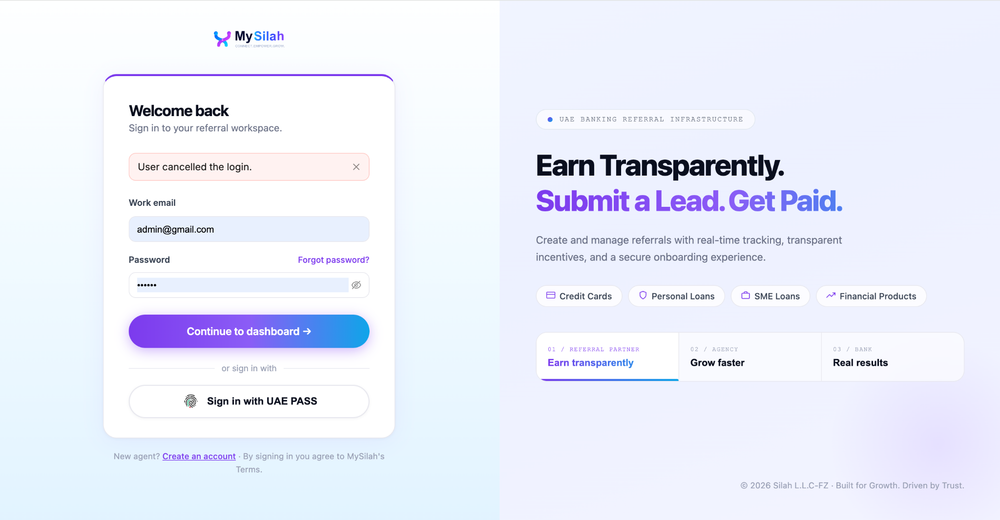 MySilah
CONNECT.EMPOWER.GROW.
Welcome back
Sign in to your referral workspace.
User cancelled the login.
Work email
admin@gmail.com
Password
Forgot password?
••••••
Continue to dashboard →
or sign in with
Sign in with UAE PASS
New agent? Create an account · By signing in you agree to MySilah's
Terms.
UAE BANKING REFERRAL INFRASTRUCTURE
Earn Transparently.
Submit a Lead. Get Paid.
Create and manage referrals with real-time tracking, transparent
incentives, and a secure onboarding experience.
Credit Cards
Personal Loans
SME Loans
Financial Products
01 / REFERRAL PARTNER
Earn transparently
02 / AGENCY
Grow faster
03 / BANK
Real results
© 2026 Silah L.L.C-FZ · Built for Growth. Driven by Trust.